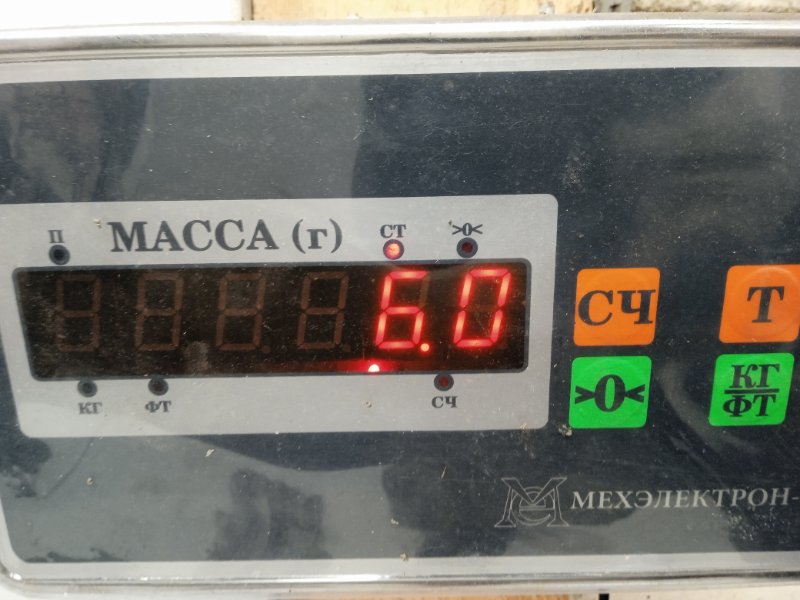 П МАССА (г) СТ >0<
6.0
КГ ФТ СЧ
СЧ Т
>0< КГ
ФТ
МЕХЭЛЕКТРОН-